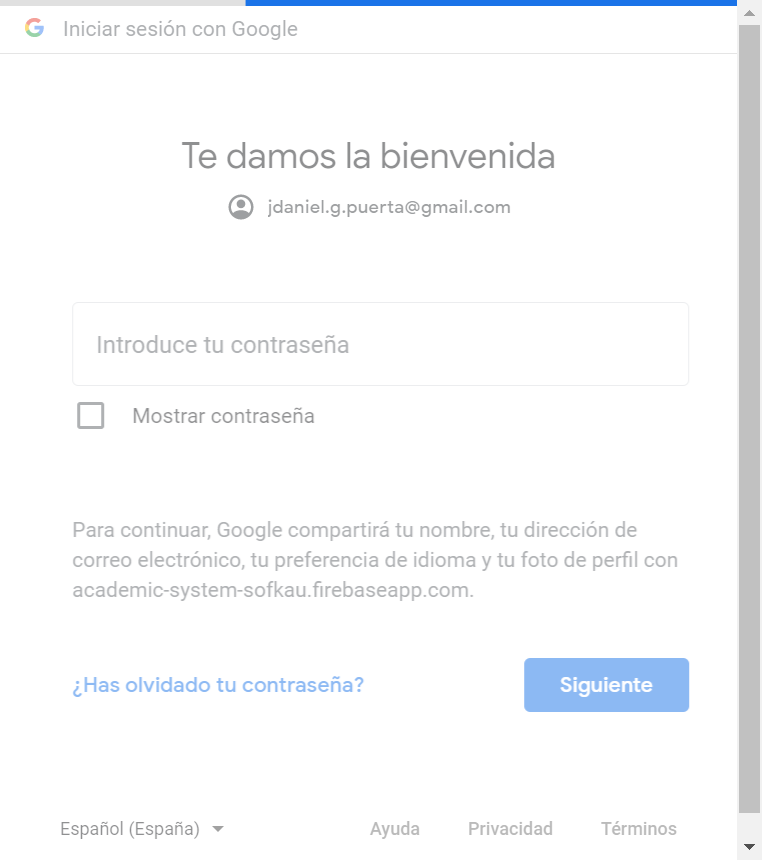 Iniciar sesión con Google
Te damos la bienvenida
jdaniel.g.puerta@gmail.com
Introduce tu contraseña
Mostrar contraseña
Para continuar, Google compartirá tu nombre, tu dirección de
correo electrónico, tu preferencia de idioma y tu foto de perfil con
academic-system-sofkau.firebaseapp.com.
¿Has olvidado tu contraseña? Siguiente
Español (España) Ayuda Privacidad Términos